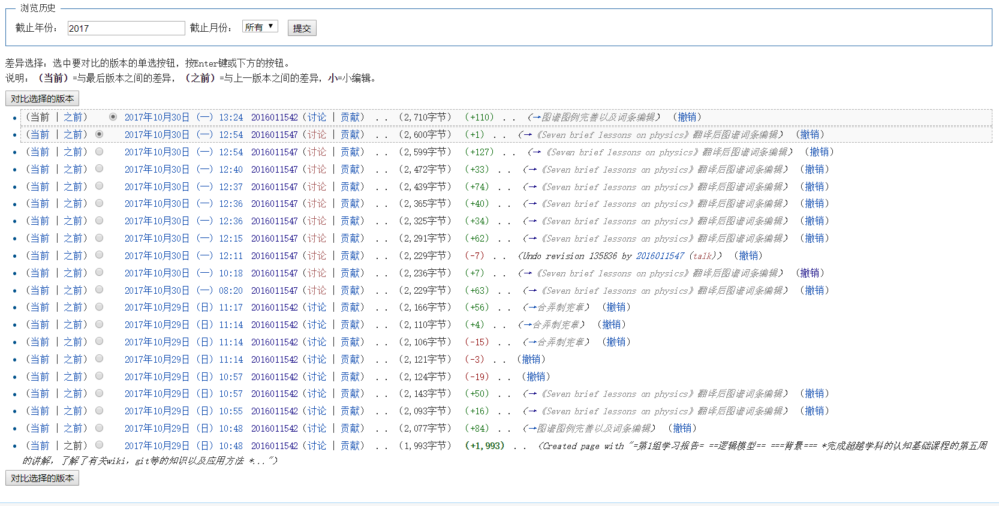 浏览历史
截止年份： 2017 截止月份： 所有 ▼ 提交
差异选择：选中要对比的版本的单选按钮，按Enter键或下方的按钮。
说明：（当前）=与最后版本之间的差异，（之前）=与上一版本之间的差异，小=小编辑。
对比选择的版本
（当前 | 之前） 2017年10月30日 (一) 13:24 2016011542（讨论 | 贡献） . . （2,710字节） （+110） . . （→图谱图例完善以及词条编辑） （撤销）
（当前 | 之前） 2017年10月30日 (一) 12:54 2016011547（讨论 | 贡献） . . （2,600字节） （+1） . . （→《Seven brief lessons on physics》翻译后图谱词条编辑） （撤销）
（当前 | 之前） 2017年10月30日 (一) 12:54 2016011547（讨论 | 贡献） . . （2,599字节） （+127） . . （→《Seven brief lessons on physics》翻译后图谱词条编辑） （撤销）
（当前 | 之前） 2017年10月30日 (一) 12:40 2016011547（讨论 | 贡献） . . （2,472字节） （+33） . . （→《Seven brief lessons on physics》翻译后图谱词条编辑） （撤销）
（当前 | 之前） 2017年10月30日 (一) 12:37 2016011547（讨论 | 贡献） . . （2,439字节） （+74） . . （→《Seven brief lessons on physics》翻译后图谱词条编辑） （撤销）
（当前 | 之前） 2017年10月30日 (一) 12:36 2016011547（讨论 | 贡献） . . （2,365字节） （+40） . . （→《Seven brief lessons on physics》翻译后图谱词条编辑） （撤销）
（当前 | 之前） 2017年10月30日 (一) 12:36 2016011547（讨论 | 贡献） . . （2,325字节） （+34） . . （→《Seven brief lessons on physics》翻译后图谱词条编辑） （撤销）
（当前 | 之前） 2017年10月30日 (一) 12:15 2016011547（讨论 | 贡献） . . （2,291字节） （+62） . . （→《Seven brief lessons on physics》翻译后图谱词条编辑） （撤销）
（当前 | 之前） 2017年10月30日 (一) 12:11 2016011547（讨论 | 贡献） . . （2,229字节） （-7） . . （Undo revision 135836 by 2016011547 (talk)） （撤销）
（当前 | 之前） 2017年10月30日 (一) 10:18 2016011547（讨论 | 贡献） . . （2,236字节） （+7） . . （→《Seven brief lessons on physics》翻译后图谱词条编辑） （撤销）
（当前 | 之前） 2017年10月30日 (一) 08:20 2016011547（讨论 | 贡献） . . （2,229字节） （+63） . . （→《Seven brief lessons on physics》翻译后图谱词条编辑） （撤销）
（当前 | 之前） 2017年10月29日 (日) 11:17 2016011542（讨论 | 贡献） . . （2,166字节） （+56） . . （→合弄制宪章） （撤销）
（当前 | 之前） 2017年10月29日 (日) 11:14 2016011542（讨论 | 贡献） . . （2,110字节） （+4） . . （→合弄制宪章） （撤销）
（当前 | 之前） 2017年10月29日 (日) 11:14 2016011542（讨论 | 贡献） . . （2,106字节） （-15） . . （→合弄制宪章） （撤销）
（当前 | 之前） 2017年10月29日 (日) 11:14 2016011542（讨论 | 贡献） . . （2,121字节） （-3） . . （撤销）
（当前 | 之前） 2017年10月29日 (日) 10:57 2016011542（讨论 | 贡献） . . （2,124字节） （-19） . . （撤销）
（当前 | 之前） 2017年10月29日 (日) 10:57 2016011542（讨论 | 贡献） . . （2,143字节） （+50） . . （→《Seven brief lessons on physics》翻译后图谱词条编辑） （撤销）
（当前 | 之前） 2017年10月29日 (日) 10:55 2016011542（讨论 | 贡献） . . （2,093字节） （+16） . . （→《Seven brief lessons on physics》翻译后图谱词条编辑） （撤销）
（当前 | 之前） 2017年10月29日 (日) 10:48 2016011542（讨论 | 贡献） . . （2,077字节） （+84） . . （→图谱图例完善以及词条编辑） （撤销）
（当前 | 之前） 2017年10月29日 (日) 10:48 2016011542（讨论 | 贡献） . . （1,993字节） （+1,993） . . （Created page with "=第1组学习报告= ==逻辑模型== ===背景=== *完成超越学科的认知基础课程的第五周
的讲解，了解了有关wiki，git等的知识以及应用方法 *..."）
对比选择的版本